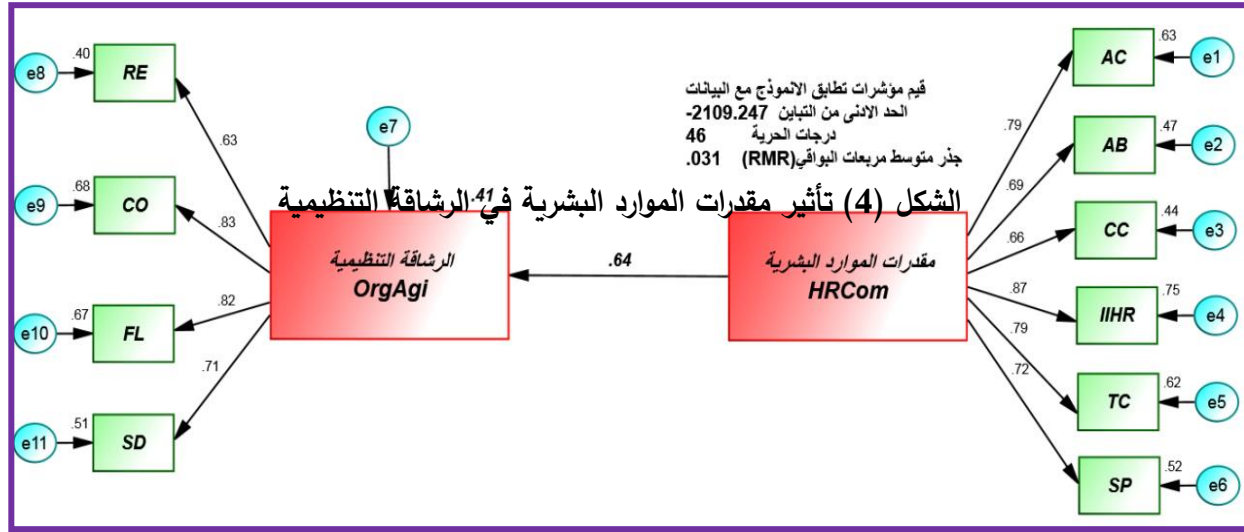 قيم مؤشرات تطابق الانموذج مع البيانات
الحد الادنى من التباين 2109.247-
درجات الحرية 46
جذر متوسط مربعات البواقي(RMR) .031
الشكل (4) تأثير مقدرات الموارد البشرية في الرشاقة التنظيمية
.41
e7
e8
.40
RE
.63
e9
.68
CO
.83
e10
.67
FL
.82
e11
.51
SD
.71
الرشاقة التنظيمية
OrgAgi
.64
مقدرات الموارد البشرية
HRCom
.79
AC
.63
e1
.69
AB
.47
e2
.66
CC
.44
e3
.87
IIHR
.75
e4
.79
TC
.62
e5
.72
SP
.52
e6